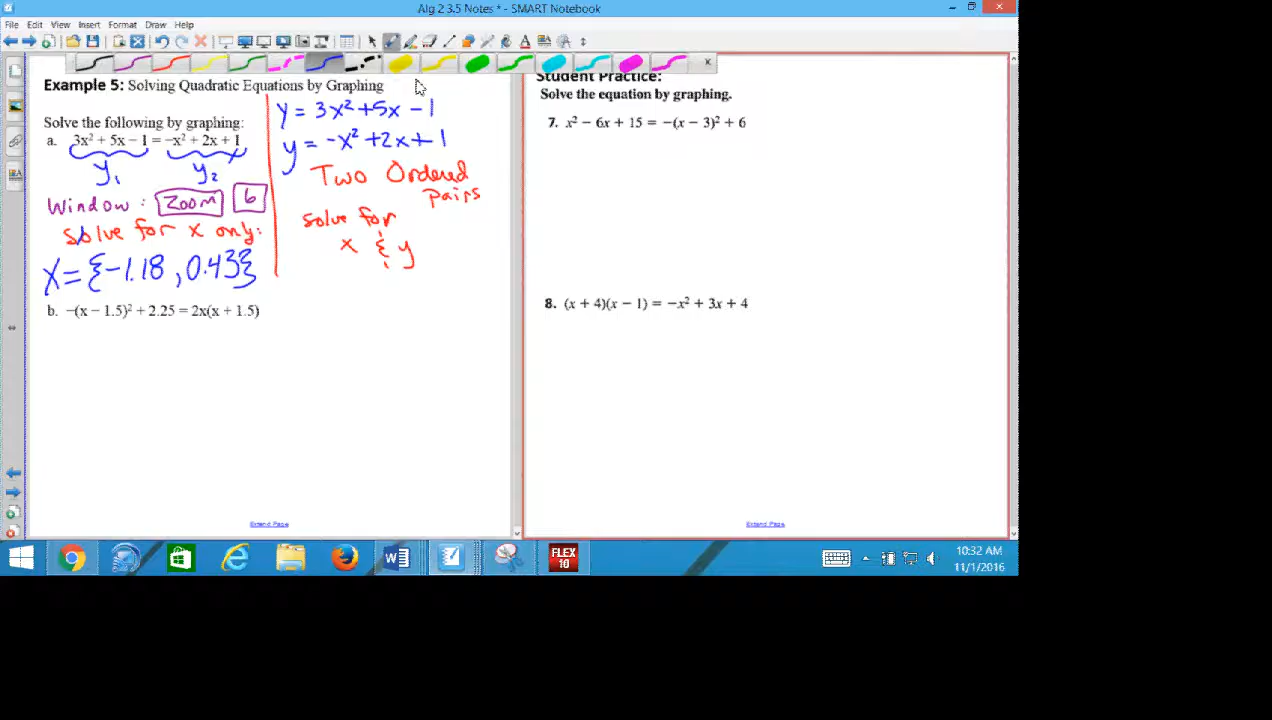 Alg 2 3.5 Notes * - SMART Notebook
File Edit View Insert Format Draw Help
Example 5: Solving Quadratic Equations by Graphing
Solve the following by graphing:
a. 3x² + 5x − 1 = −x² + 2x + 1
y₁ y₂
Window: Zoom 6
solve for x only:
x = {-1.18, 0.43}
y = 3x² + 5x − 1
y = -x² + 2x + 1
Two Ordered
pairs
solve for
x & y
b. −(x − 1.5)² + 2.25 = 2x(x + 1.5)
Extend Page
Student Practice:
Solve the equation by graphing.
7. x² − 6x + 15 = −(x − 3)² + 6
8. (x + 4)(x − 1) = −x² + 3x + 4
Extend Page
FLEX
10
10:32 AM
11/1/2016